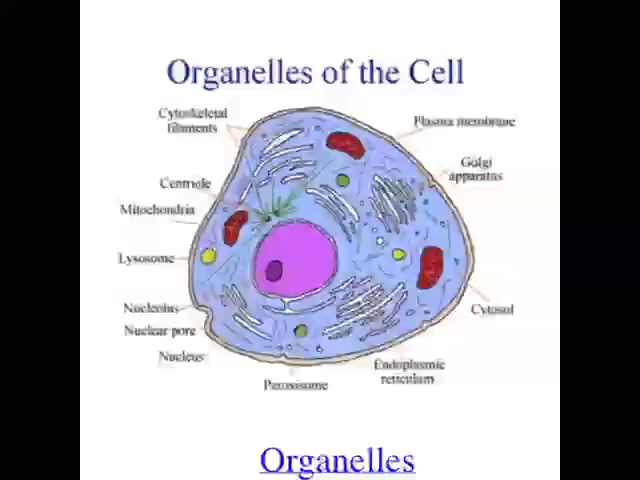 Organelles of the Cell
Cytoskeletal
filaments
Plasma membrane
Golgi
apparatus
Centriole
Mitochondria
Lysosome
Nucleolus
Cytosol
Nuclear pore
Nucleus
Endoplasmic
reticulum
Peroxisome
Organelles